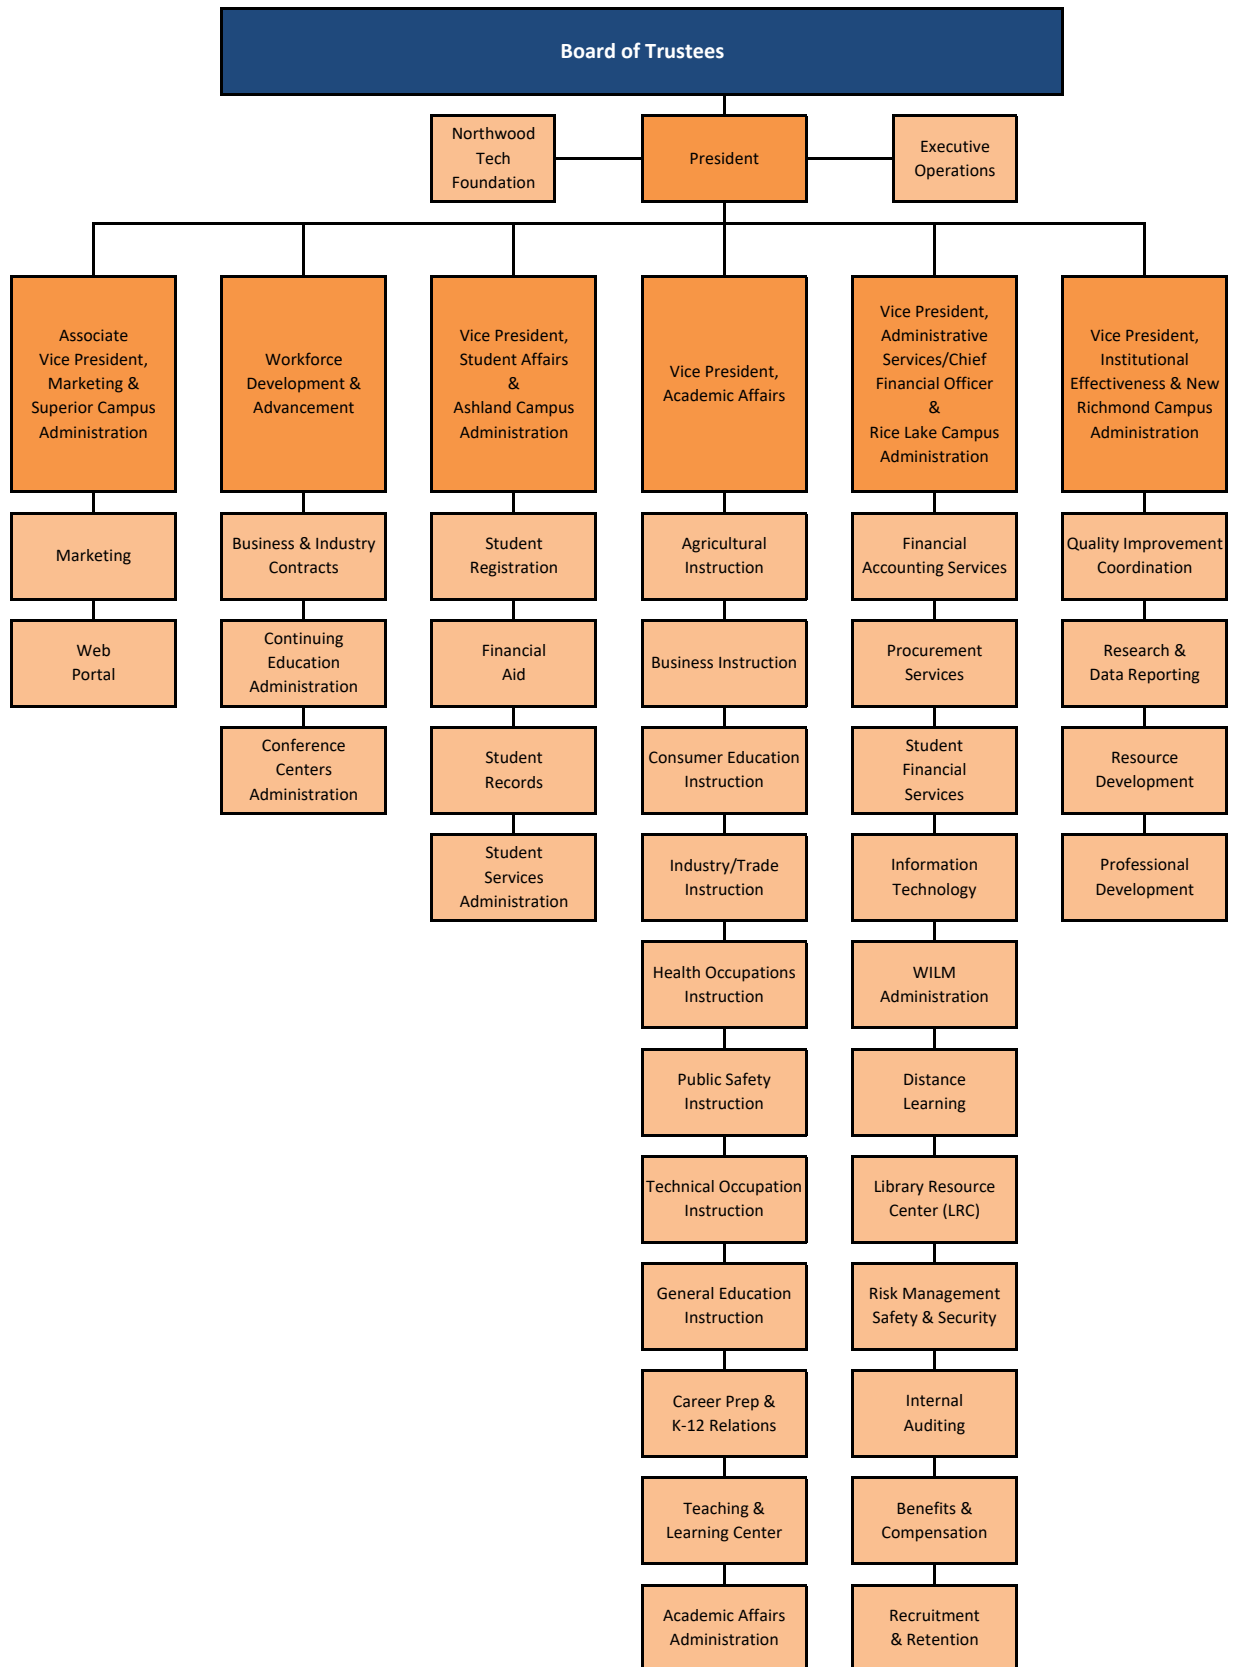 Board of Trustees
Northwood
Tech
Foundation
President
Executive
Operations
Associate
Vice President,
Marketing &
Superior Campus
Administration
Workforce
Development &
Advancement
Vice President,
Student Affairs
&
Ashland Campus
Administration
Vice President,
Academic Affairs
Vice President,
Administrative
Services/Chief
Financial Officer
&
Rice Lake Campus
Administration
Vice President,
Institutional
Effectiveness & New
Richmond Campus
Administration
Marketing
Web
Portal
Business & Industry
Contracts
Continuing
Education
Administration
Conference
Centers
Administration
Student
Registration
Financial
Aid
Student
Records
Student
Services
Administration
Agricultural
Instruction
Business Instruction
Consumer Education
Instruction
Industry/Trade
Instruction
Health Occupations
Instruction
Public Safety
Instruction
Technical Occupation
Instruction
General Education
Instruction
Career Prep &
K-12 Relations
Teaching &
Learning Center
Academic Affairs
Administration
Financial
Accounting Services
Procurement
Services
Student
Financial
Services
Information
Technology
WILM
Administration
Distance
Learning
Library Resource
Center (LRC)
Risk Management
Safety & Security
Internal
Auditing
Benefits &
Compensation
Recruitment
& Retention
Quality Improvement
Coordination
Research &
Data Reporting
Resource
Development
Professional
Development